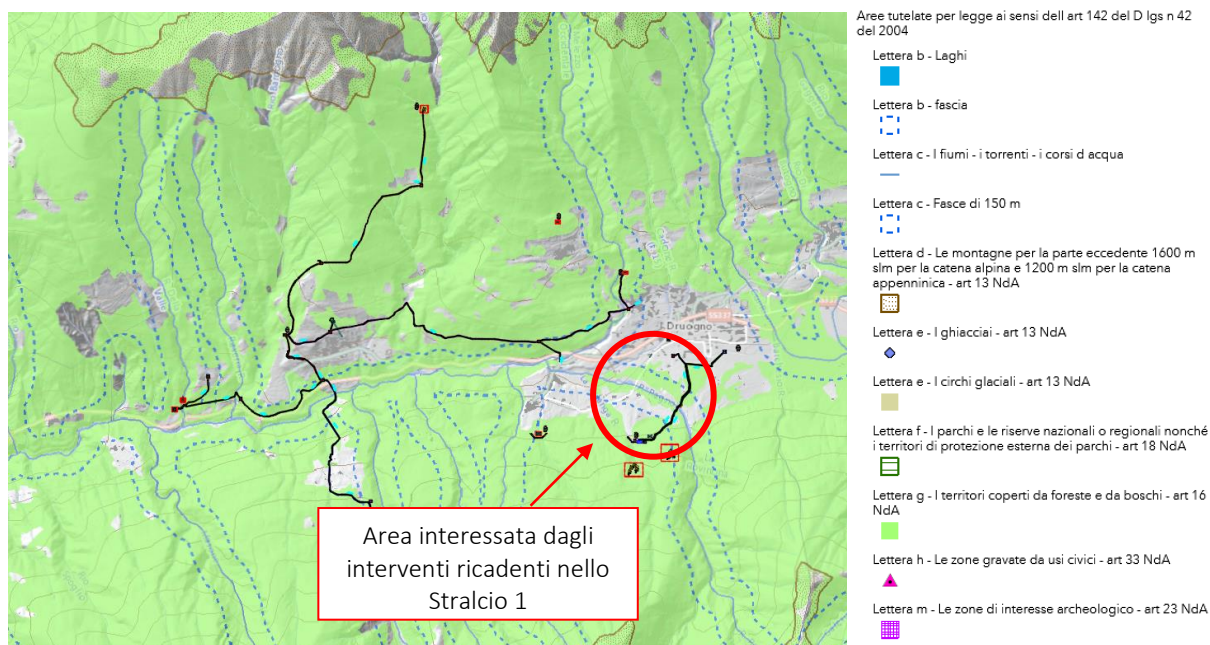 Aree tutelate per legge ai sensi dell art 142 del D lgs n 42
del 2004
Lettera b - Laghi
Lettera b - fascia
Lettera c - I fiumi - i torrenti - i corsi d acqua
Lettera c - Fasce di 150 m
Lettera d - Le montagne per la parte eccedente 1600 m
slm per la catena alpina e 1200 m slm per la catena
appenninica - art 13 NdA
Lettera e - I ghiacciai - art 13 NdA
Lettera e - I circhi glaciali - art 13 NdA
Lettera f - I parchi e le riserve nazionali o regionali nonché
i territori di protezione esterna dei parchi - art 18 NdA
Lettera g - I territori coperti da foreste e da boschi - art 16
NdA
Lettera h - Le zone gravate da usi civici - art 33 NdA
Lettera m - Le zone di interesse archeologico - art 23 NdA
Druogno
SS337
Area interessata dagli
interventi ricadenti nello
Stralcio 1